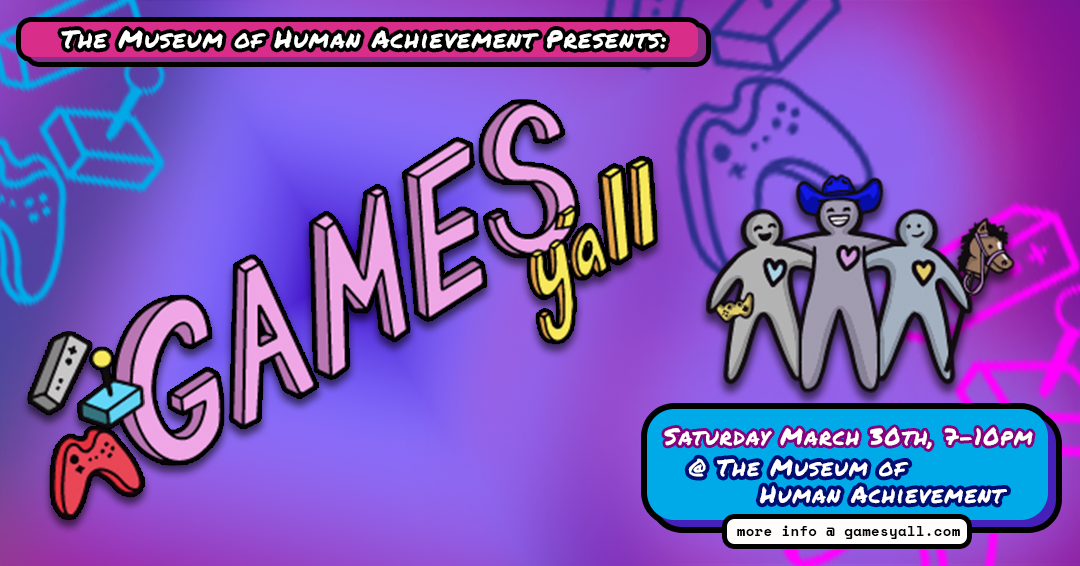 The Museum of Human Achievement Presents:
GAMES
y'all
Saturday March 30th, 7-10pm
@ The Museum of
Human Achievement
more info @ gamesyall.com